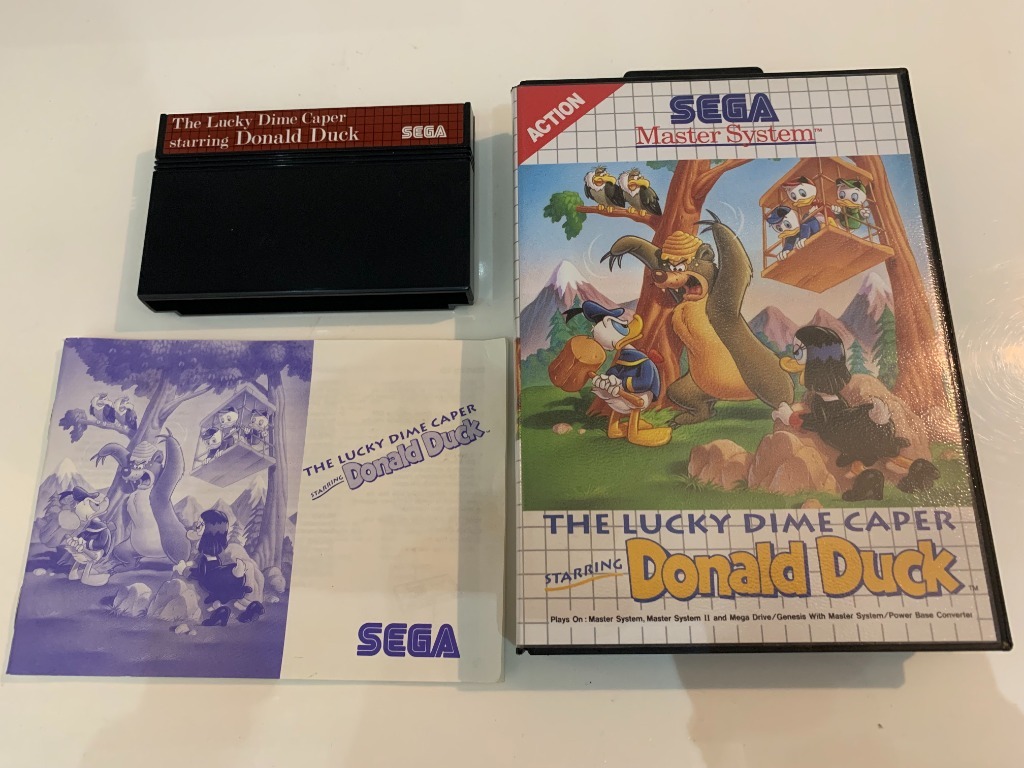 The Lucky Dime Caper
starring Donald Duck
SEGA
ACTION
SEGA
Master System™
THE LUCKY DIME CAPER
STARRING Donald Duck™
Plays On: Master System, Master System II and Mega Drive/Genesis With Master System/Power Base Converter
THE LUCKY DIME CAPER
STARRING Donald Duck™
SEGA